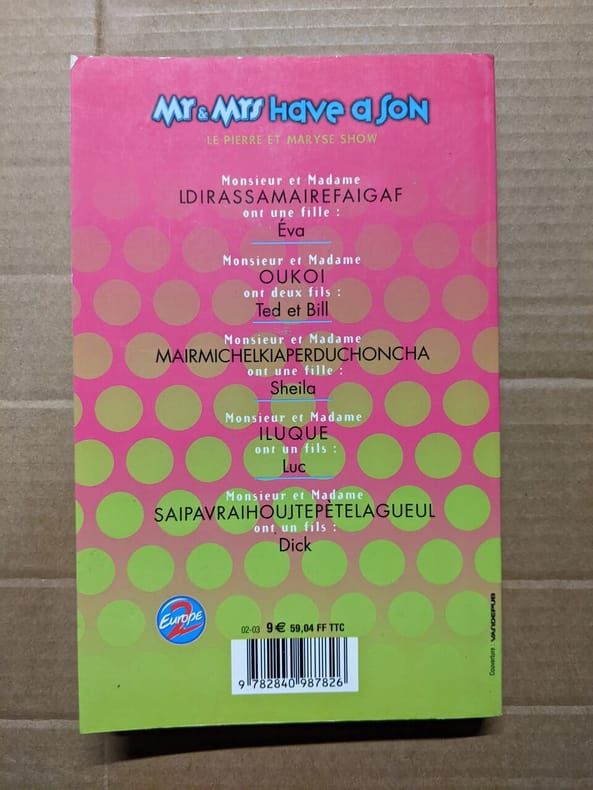 Mr & Mrs have a son
LE PIERRE ET MARYSE SHOW
Monsieur et Madame
LDIRASSAMAIREFAIGAF
ont une fille :
Éva
Monsieur et Madame
OUKOI
ont deux fils :
Ted et Bill
Monsieur et Madame
MAIRMICHELKIAPERDUCHONCHA
ont une fille :
Sheila
Monsieur et Madame
ILUQUE
ont un fils :
Luc
Monsieur et Madame
SAIPAVRAIHOUJTEPÈTELAGUEUL
ont un fils :
Dick
Europe 2
02-03 9€ 59,04 FF TTC
9 782840 987826
Couverture : VANDEPUB